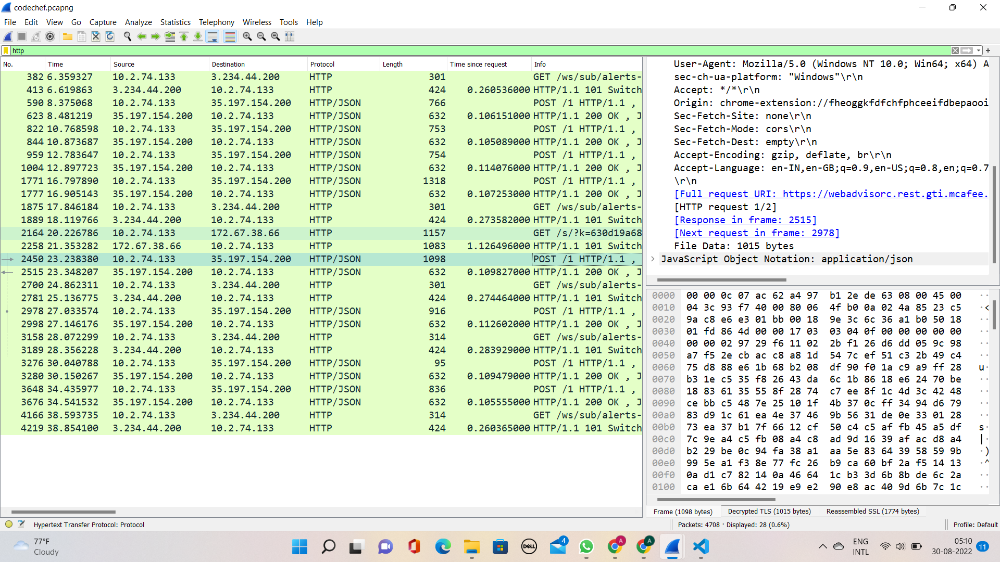 codechef.pcapng
File Edit View Go Capture Analyze Statistics Telephony Wireless Tools Help
http
No. Time Source Destination Protocol Length Time since request Info
382 6.359327 10.2.74.133 3.234.44.200 HTTP 301 GET /ws/sub/alerts-
413 6.619863 3.234.44.200 10.2.74.133 HTTP 424 0.260536000 HTTP/1.1 101 Switch
590 8.375068 10.2.74.133 35.197.154.200 HTTP/JSON 766 POST /1 HTTP/1.1 ,
623 8.481219 35.197.154.200 10.2.74.133 HTTP/JSON 632 0.106151000 HTTP/1.1 200 OK , J
822 10.768598 10.2.74.133 35.197.154.200 HTTP/JSON 753 POST /1 HTTP/1.1 ,
844 10.873687 35.197.154.200 10.2.74.133 HTTP/JSON 632 0.105089000 HTTP/1.1 200 OK , J
959 12.783647 10.2.74.133 35.197.154.200 HTTP/JSON 754 POST /1 HTTP/1.1 ,
1004 12.897723 35.197.154.200 10.2.74.133 HTTP/JSON 632 0.114076000 HTTP/1.1 200 OK , J
1771 16.797890 10.2.74.133 35.197.154.200 HTTP/JSON 1318 POST /1 HTTP/1.1 ,
1777 16.905143 35.197.154.200 10.2.74.133 HTTP/JSON 632 0.107253000 HTTP/1.1 200 OK , J
1875 17.846184 10.2.74.133 3.234.44.200 HTTP 301 GET /ws/sub/alerts-
1889 18.119766 3.234.44.200 10.2.74.133 HTTP 424 0.273582000 HTTP/1.1 101 Switch
2164 20.226786 10.2.74.133 172.67.38.66 HTTP 1157 GET /s/?k=630d19a68
2258 21.353282 172.67.38.66 10.2.74.133 HTTP 1083 1.126496000 HTTP/1.1 101 Switch
2450 23.238380 10.2.74.133 35.197.154.200 HTTP/JSON 1098 POST /1 HTTP/1.1 ,
2515 23.348207 35.197.154.200 10.2.74.133 HTTP/JSON 632 0.109827000 HTTP/1.1 200 OK , J
2700 24.862311 10.2.74.133 3.234.44.200 HTTP 301 GET /ws/sub/alerts-
2781 25.136775 3.234.44.200 10.2.74.133 HTTP 424 0.274464000 HTTP/1.1 101 Switch
2978 27.033574 10.2.74.133 35.197.154.200 HTTP/JSON 916 POST /1 HTTP/1.1 ,
2998 27.146176 35.197.154.200 10.2.74.133 HTTP/JSON 632 0.112602000 HTTP/1.1 200 OK , J
3158 28.072299 10.2.74.133 3.234.44.200 HTTP 314 GET /ws/sub/alerts-
3189 28.356228 3.234.44.200 10.2.74.133 HTTP 424 0.283929000 HTTP/1.1 101 Switch
3276 30.040788 10.2.74.133 35.197.154.200 HTTP/JSON 95 POST /1 HTTP/1.1 ,
3280 30.150267 35.197.154.200 10.2.74.133 HTTP/JSON 632 0.109479000 HTTP/1.1 200 OK , J
3648 34.435977 10.2.74.133 35.197.154.200 HTTP/JSON 836 POST /1 HTTP/1.1 ,
3676 34.541532 35.197.154.200 10.2.74.133 HTTP/JSON 632 0.105555000 HTTP/1.1 200 OK , J
4166 38.593735 10.2.74.133 3.234.44.200 HTTP 314 GET /ws/sub/alerts-
4219 38.854100 3.234.44.200 10.2.74.133 HTTP 424 0.260365000 HTTP/1.1 101 Switch
User-Agent: Mozilla/5.0 (Windows NT 10.0; Win64; x64) A
sec-ch-ua-platform: "Windows"\r\n
Accept: */*\r\n
Origin: chrome-extension://fheoggkfdfchfphceeifdbepaooi
Sec-Fetch-Site: none\r\n
Sec-Fetch-Mode: cors\r\n
Sec-Fetch-Dest: empty\r\n
Accept-Encoding: gzip, deflate, br\r\n
Accept-Language: en-IN,en-GB;q=0.9,en-US;q=0.8,en;q=0.7
\r\n
[Full request URI: https://webadvisorc.rest.gti.mcafee.
[HTTP request 1/2]
[Response in frame: 2515]
[Next request in frame: 2978]
File Data: 1015 bytes
JavaScript Object Notation: application/json
0000 00 00 0c 07 ac 62 a4 97 b1 2e de 63 08 00 45 00 ··
0010 04 3c 93 f7 40 00 80 06 4f b0 0a 02 4a 85 23 c5 ·<
0020 9a c8 e6 e3 01 bb 00 18 9e 3c 6c 36 a1 b0 50 18 ··
0030 01 fd 86 4d 00 00 17 03 03 04 0f 00 00 00 00 00 ··
0040 00 00 02 97 29 f6 11 02 2b f1 26 d6 dd 05 9c 98 ··
0050 a7 f5 2e cb ac c8 a8 1d 54 7c ef 51 c3 2b 49 c4 ··
0060 75 d8 88 e6 1b 68 b2 08 df 90 f0 1a c9 a9 ff 28 u·
0070 b3 1e c5 35 f8 26 43 da 6c 1b 86 18 e6 24 70 be ··
0080 18 83 61 35 55 8f 28 74 c7 ee 8f 1c 4d 3c 42 48 ··
0090 ce bb c5 48 7e 25 10 1f 4b 37 0c ff 34 94 d6 79 ··
00a0 83 d9 1c 61 ea 4e 37 46 9b 56 31 de 0e 33 01 28 ··
00b0 73 ea 37 b1 7f 66 12 cf 50 c4 c5 af fb 45 a5 df s·
00c0 7c 9e a4 c5 fb 08 a4 c8 ad 9d 16 39 af ac d8 a4 |·
00d0 b2 29 be 0c 94 fa 38 a1 aa 5e 83 64 39 58 59 9b ·)
00e0 99 5e a1 f3 8e 77 fc 26 b9 ca 60 bf 2a f5 14 13 ·^
00f0 0a d1 c7 82 14 0a 46 64 1c b3 3d 6b 8b de 6c 2a ··
0100 ca e1 6b 64 42 19 e9 e2 90 e8 ac 40 9d 6b 7c 1c ··
Frame (1098 bytes) Decrypted TLS (1015 bytes) Reassembled SSL (1774 bytes)
Hypertext Transfer Protocol: Protocol Packets: 4708 · Displayed: 28 (0.6%) Profile: Default
77°F
Cloudy
DELL
4
A
A
ENG
INTL
05:10
30-08-2022
11